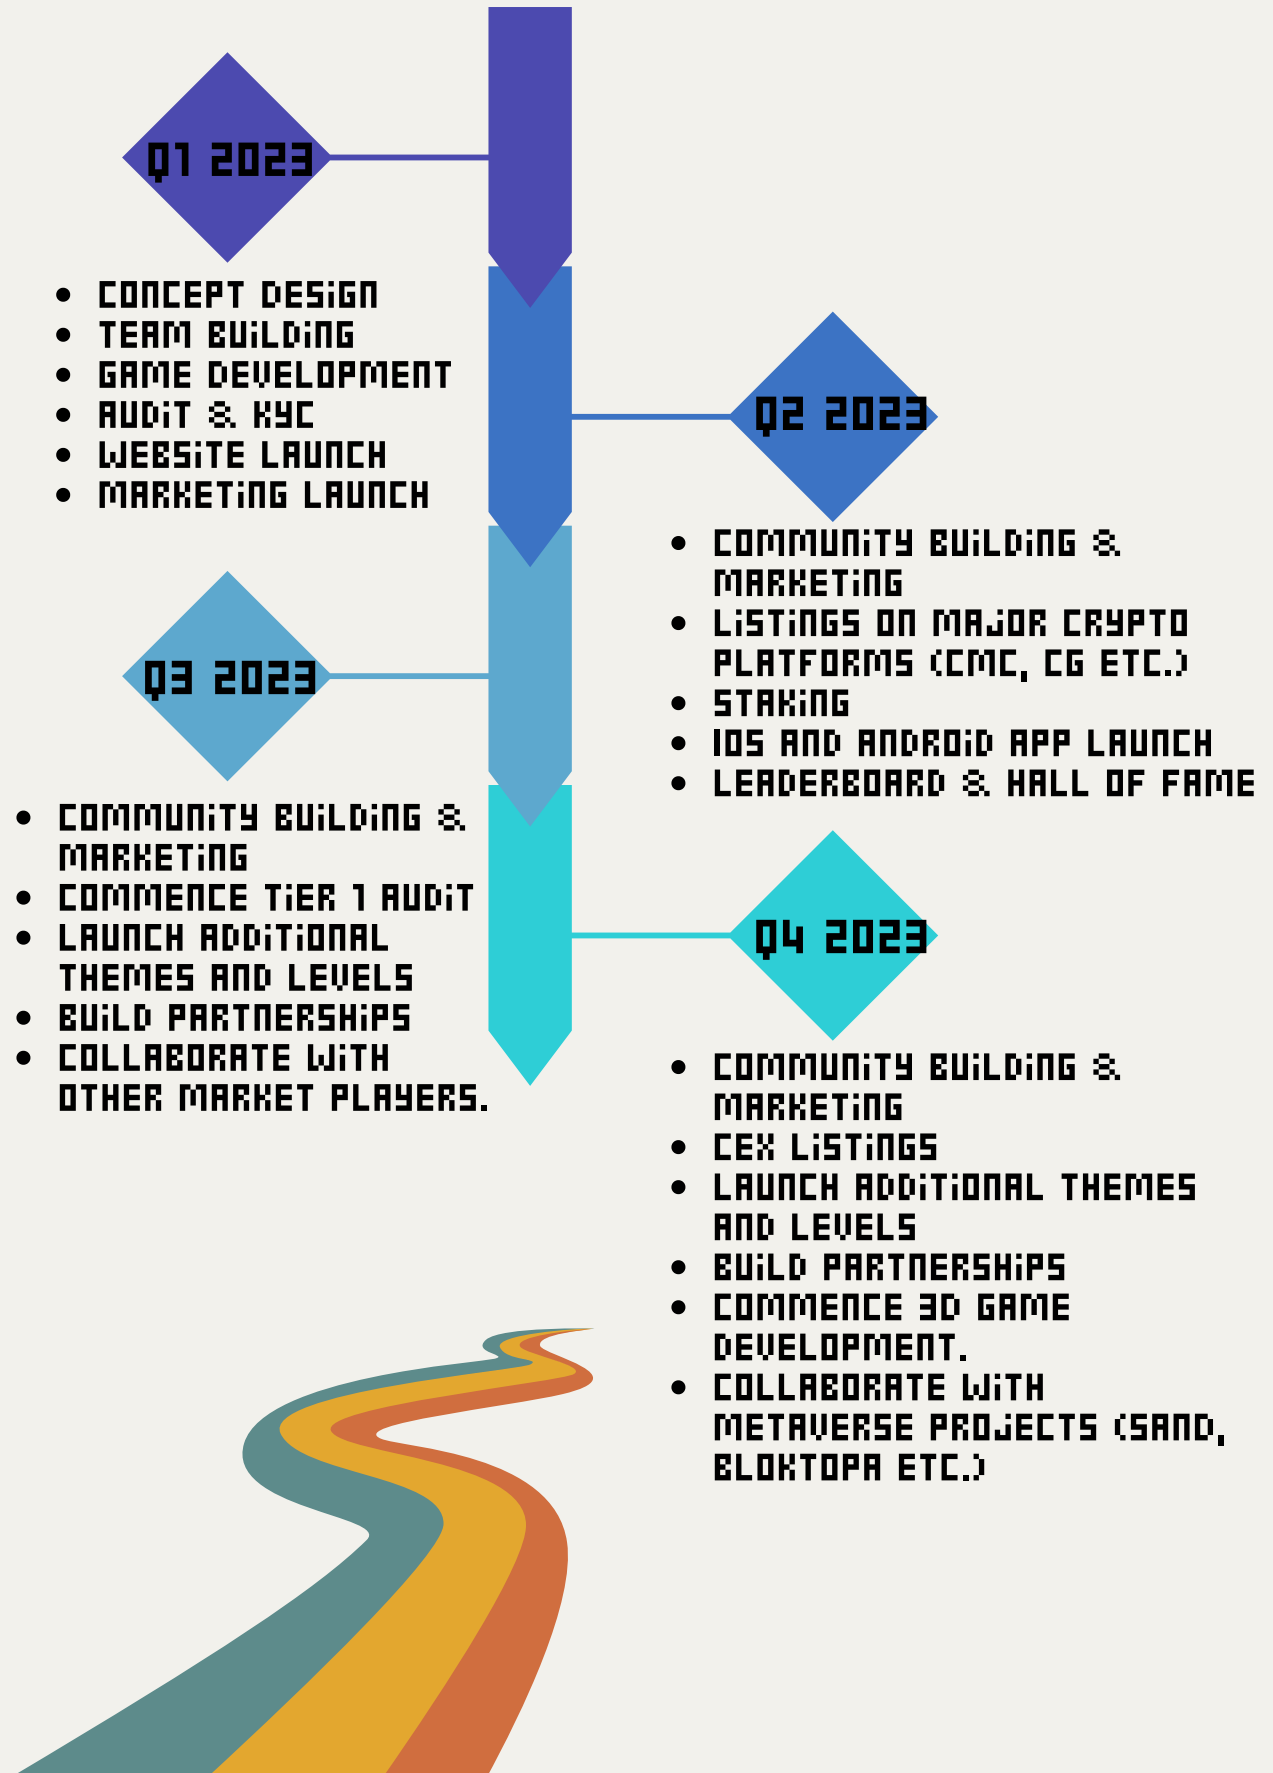 Q1 2023
• CONCEPT DESiGN
• TEAM BUiLDiNG
• GAME DEVELOPMENT
• AUDiT & KYC
• WEBSiTE LAUNCH
• MARKETiNG LAUNCH
Q2 2023
• COMMUNiTY BUiLDiNG &
MARKETiNG
• LiSTiNGS ON MAJOR CRYPTO
PLATFORMS (CMC, CG ETC.)
• STAKiNG
• IOS AND ANDROiD APP LAUNCH
• LEADERBOARD & HALL OF FAME
Q3 2023
• COMMUNiTY BUiLDiNG &
MARKETiNG
• COMMENCE TiER 1 AUDiT
• LAUNCH ADDiTiONAL
THEMES AND LEVELS
• BUiLD PARTNERSHiPS
• COLLABORATE WiTH
OTHER MARKET PLAYERS.
Q4 2023
• COMMUNiTY BUiLDiNG &
MARKETiNG
• CEX LiSTiNGS
• LAUNCH ADDiTiONAL THEMES
AND LEVELS
• BUiLD PARTNERSHiPS
• COMMENCE 3D GAME
DEVELOPMENT.
• COLLABORATE WiTH
METAVERSE PROJECTS (SAND,
BLOKTOPA ETC.)